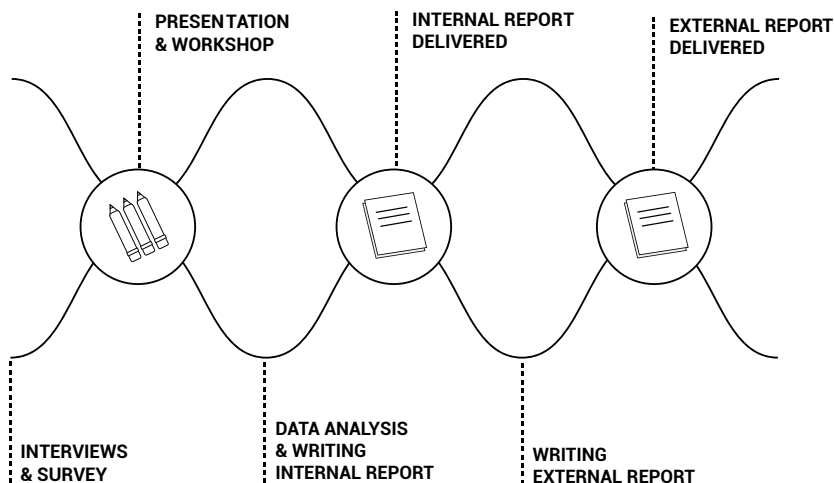 PRESENTATION
& WORKSHOP
INTERNAL REPORT
DELIVERED
EXTERNAL REPORT
DELIVERED
INTERVIEWS
& SURVEY
DATA ANALYSIS
& WRITING
INTERNAL REPORT
WRITING
EXTERNAL REPORT